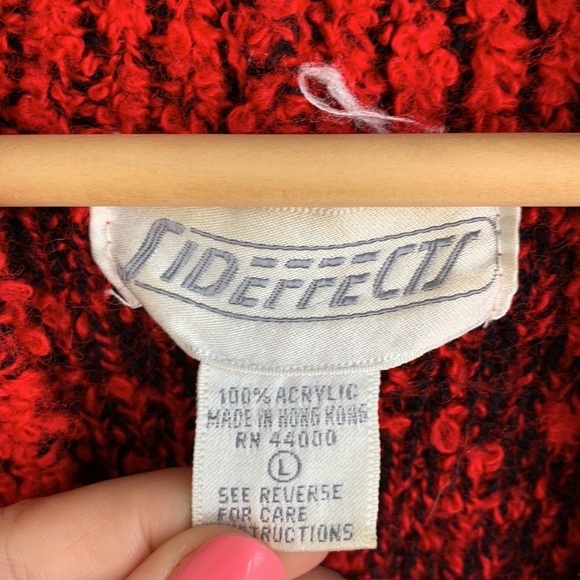 SIDEFFECTS
100% ACRYLIC
MADE IN HONG KONG
RN 44000
L
SEE REVERSE
FOR CARE
INSTRUCTIONS